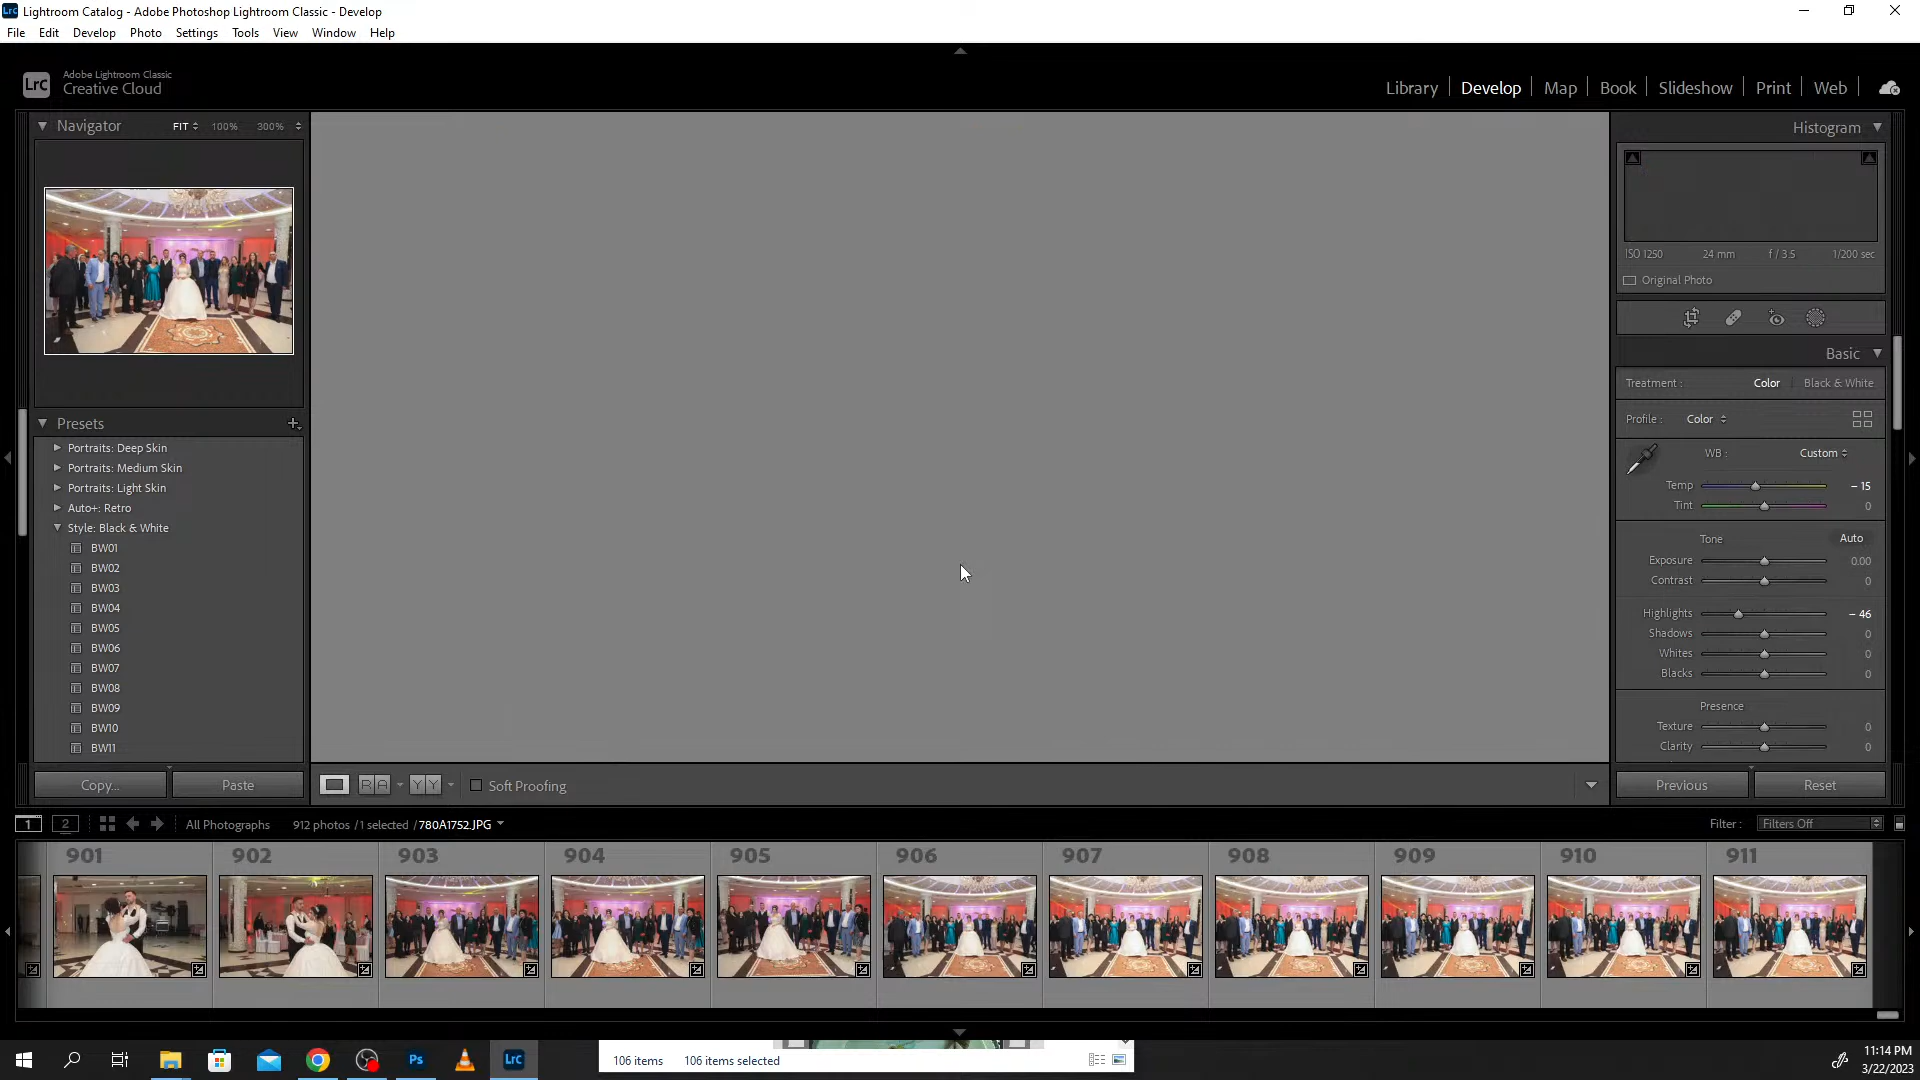 Lightroom Catalog - Adobe Photoshop Lightroom Classic - Develop
File Edit Develop Photo Settings Tools View Window Help
LrC Adobe Lightroom Classic
Creative Cloud
Library Develop Map Book Slideshow Print Web
Navigator FIT 100% 300%
Histogram
ISO 1250 24 mm f / 3.5 1/200 sec
Original Photo
Basic
Treatment : Color Black & White
Profile : Color
WB : Custom
Temp – 15
Tint 0
Tone Auto
Exposure 0.00
Contrast 0
Highlights – 46
Shadows 0
Whites 0
Blacks 0
Presence
Texture 0
Clarity 0
Previous Reset
Presets
Portraits: Deep Skin
Portraits: Medium Skin
Portraits: Light Skin
Auto+: Retro
Style: Black & White
BW01
BW02
BW03
BW04
BW05
BW06
BW07
BW08
BW09
BW10
BW11
Copy... Paste
R A Y Y Soft Proofing
1 2 All Photographs 912 photos / 1 selected / 780A1752.JPG
Filter : Filters Off
901 902 903 904 905 906 907 908 909 910 911
Ps LrC
106 items 106 items selected
11:14 PM
3/22/2023